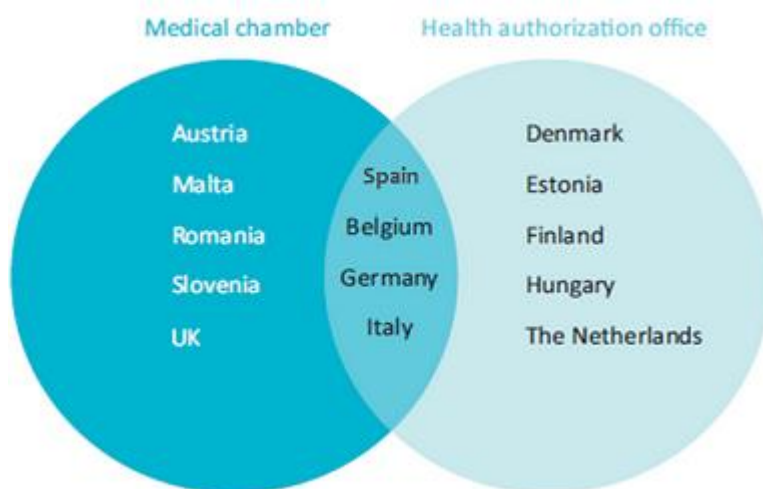 Medical chamber
Health authorization office
Austria
Malta
Romania
Slovenia
UK
Spain
Belgium
Germany
Italy
Denmark
Estonia
Finland
Hungary
The Netherlands